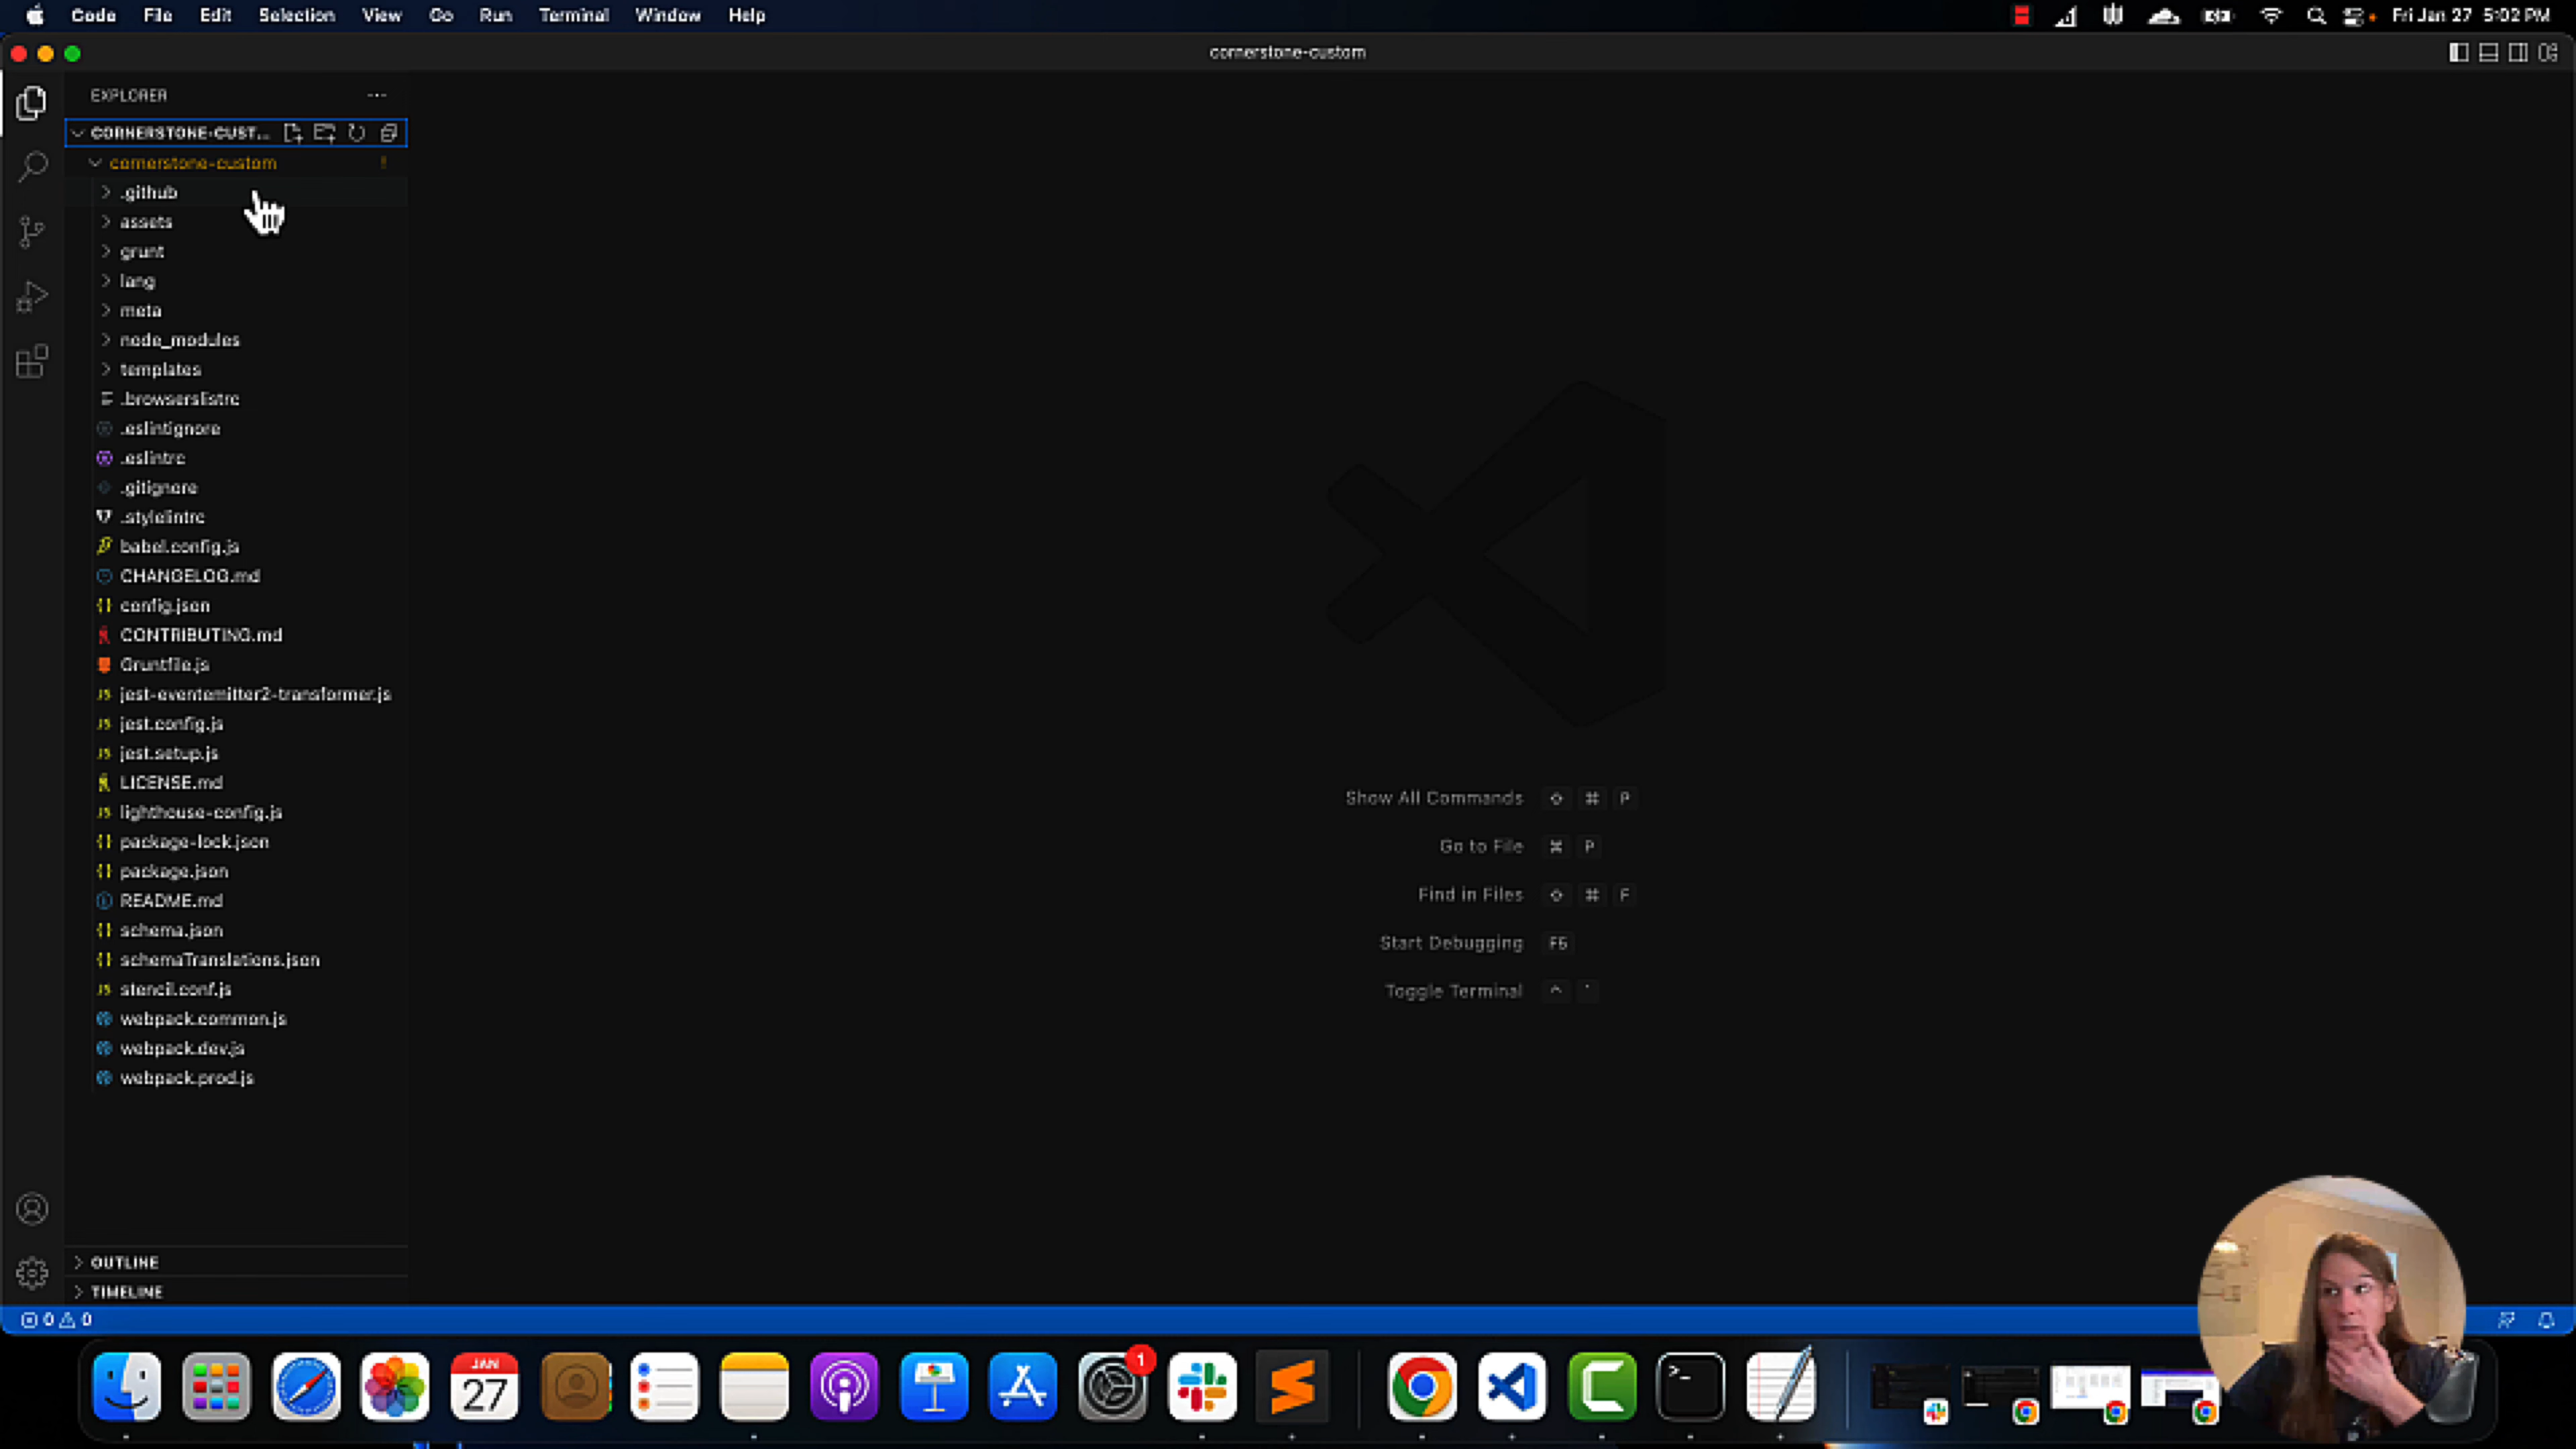 Code File Edit Selection View Go Run Terminal Window Help Fri Jan 27 5:02 PM
cornerstone-custom
EXPLORER
CORNERSTONE-CUST...
cornerstone-custom !
.github
assets
grunt
lang
meta
node_modules
templates
.browserslistrc
.eslintignore
.eslintrc
.gitignore
.stylelintrc
babel.config.js
CHANGELOG.md
{} config.json
CONTRIBUTING.md
Gruntfile.js
JS jest-eventemitter2-transformer.js
JS jest.config.js
JS jest.setup.js
LICENSE.md
JS lighthouse-config.js
{} package-lock.json
{} package.json
README.md
{} schema.json
{} schemaTranslations.json
JS stencil.conf.js
webpack.common.js
webpack.dev.js
webpack.prod.js
Show All Commands ⇧ ⌘ P
Go to File ⌘ P
Find in Files ⇧ ⌘ F
Start Debugging F5
Toggle Terminal ^ `
OUTLINE
TIMELINE
0 0
JAN
27
1
>_